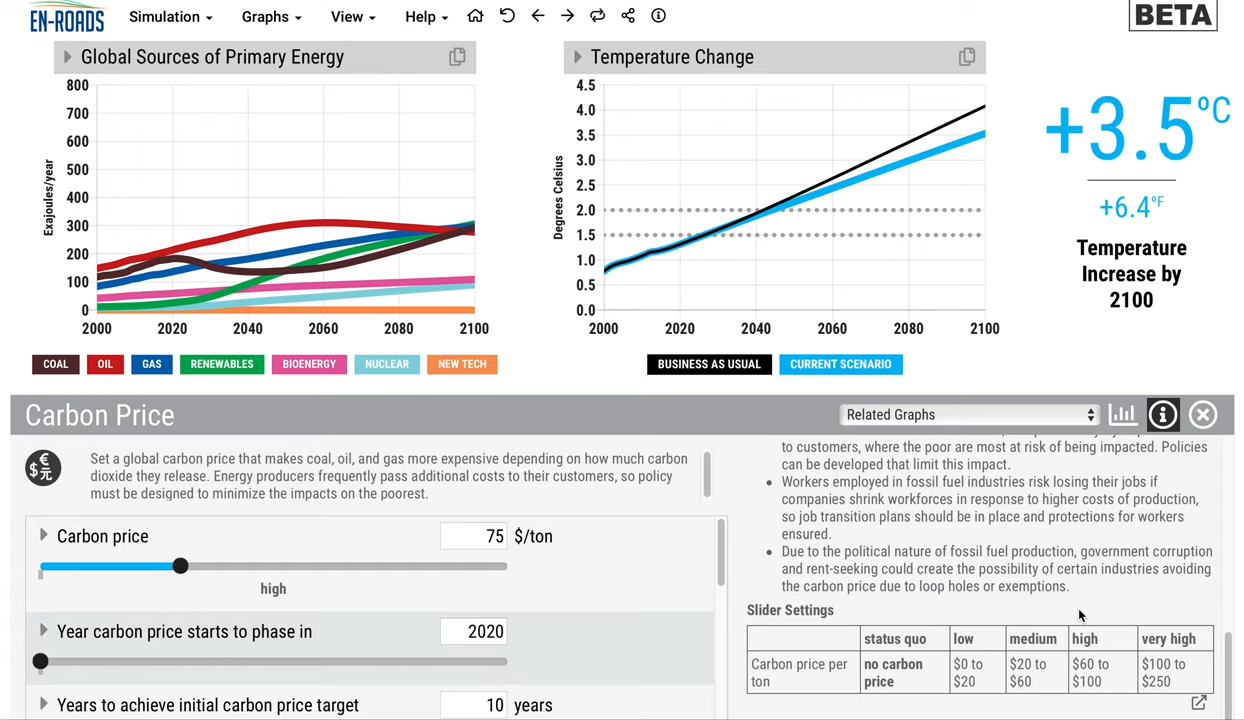 EN-ROADS
Simulation Graphs View Help
BETA
Global Sources of Primary Energy
800
700
600
500
400
300
200
100
0
Exajoules/year
2000 2020 2040 2060 2080 2100
COAL OIL GAS RENEWABLES BIOENERGY NUCLEAR NEW TECH
Temperature Change
4.5
4.0
3.5
3.0
2.5
2.0
1.5
1.0
0.5
0.0
Degrees Celsius
2000 2020 2040 2060 2080 2100
BUSINESS AS USUAL CURRENT SCENARIO
+3.5°C
+6.4°F
Temperature
Increase by
2100
Carbon Price
Related Graphs
Set a global carbon price that makes coal, oil, and gas more expensive depending on how much carbon
dioxide they release. Energy producers frequently pass additional costs to their customers, so policy
must be designed to minimize the impacts on the poorest.
Carbon price 75 $/ton
high
Year carbon price starts to phase in 2020
Years to achieve initial carbon price target 10 years
to customers, where the poor are most at risk of being impacted. Policies
can be developed that limit this impact.
• Workers employed in fossil fuel industries risk losing their jobs if
companies shrink workforces in response to higher costs of production,
so job transition plans should be in place and protections for workers
ensured.
• Due to the political nature of fossil fuel production, government corruption
and rent-seeking could create the possibility of certain industries avoiding
the carbon price due to loop holes or exemptions.
Slider Settings
status quo low medium high very high
Carbon price per ton no carbon price $0 to $20 $20 to $60 $60 to $100 $100 to $250